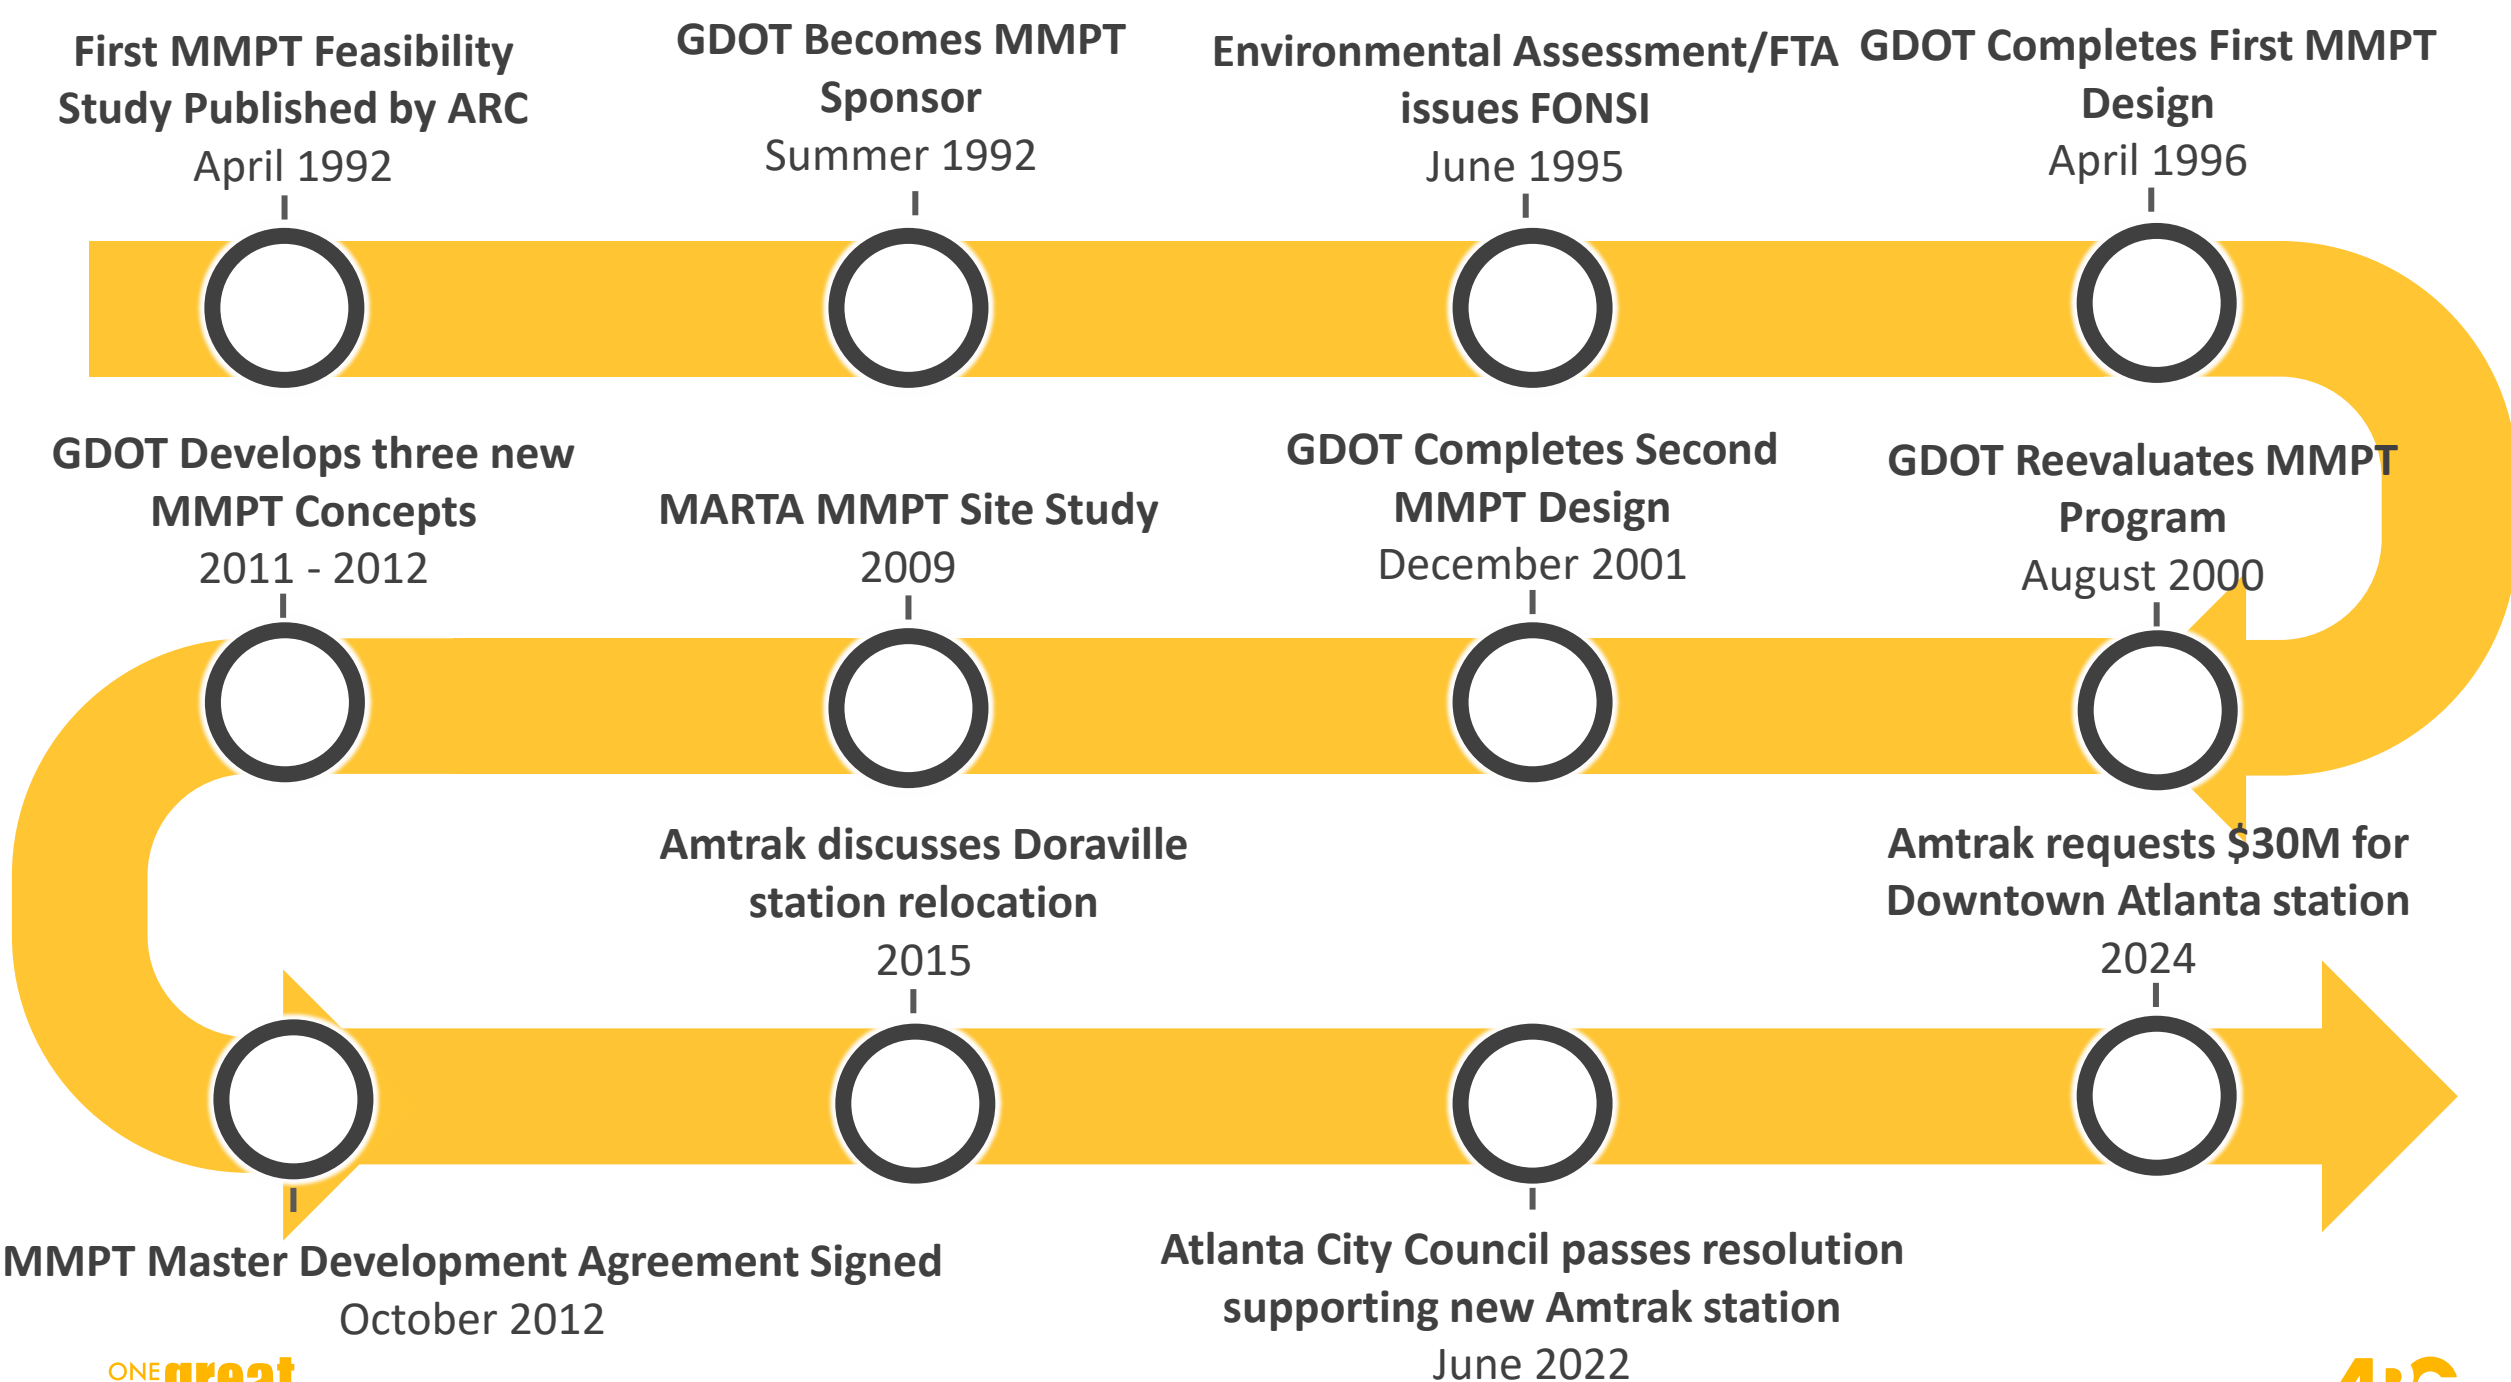 First MMPT Feasibility
Study Published by ARC
April 1992
GDOT Becomes MMPT
Sponsor
Summer 1992
Environmental Assessment/FTA
issues FONSI
June 1995
GDOT Completes First MMPT
Design
April 1996
GDOT Reevaluates MMPT
Program
August 2000
GDOT Completes Second
MMPT Design
December 2001
MARTA MMPT Site Study
2009
GDOT Develops three new
MMPT Concepts
2011 - 2012
MMPT Master Development Agreement Signed
October 2012
Amtrak discusses Doraville
station relocation
2015
Atlanta City Council passes resolution
supporting new Amtrak station
June 2022
Amtrak requests $30M for
Downtown Atlanta station
2024
ONE great
ARC